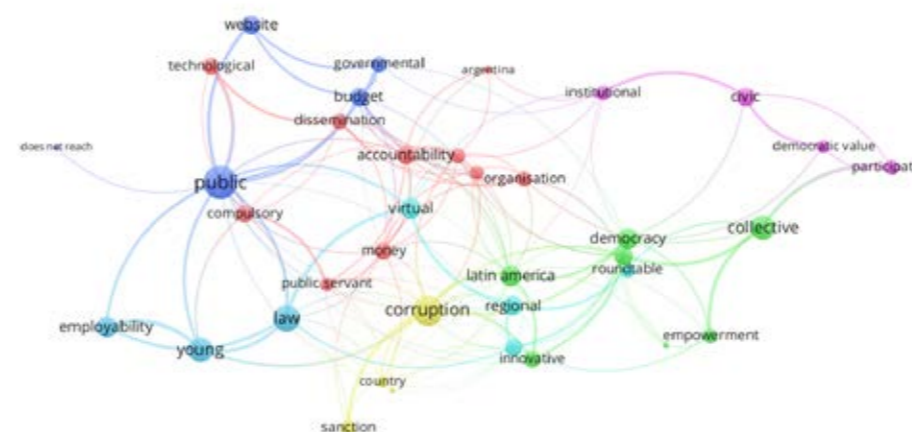 website
technological
governmental
argentina
institutional
civic
budget
dissemination
does not reach
accountability
democratic value
participat
public
organisation
compulsory
virtual
money
democracy
collective
latin america
roundtable
public servant
corruption
regional
law
employability
young
innovative
empowerment
country
sanction